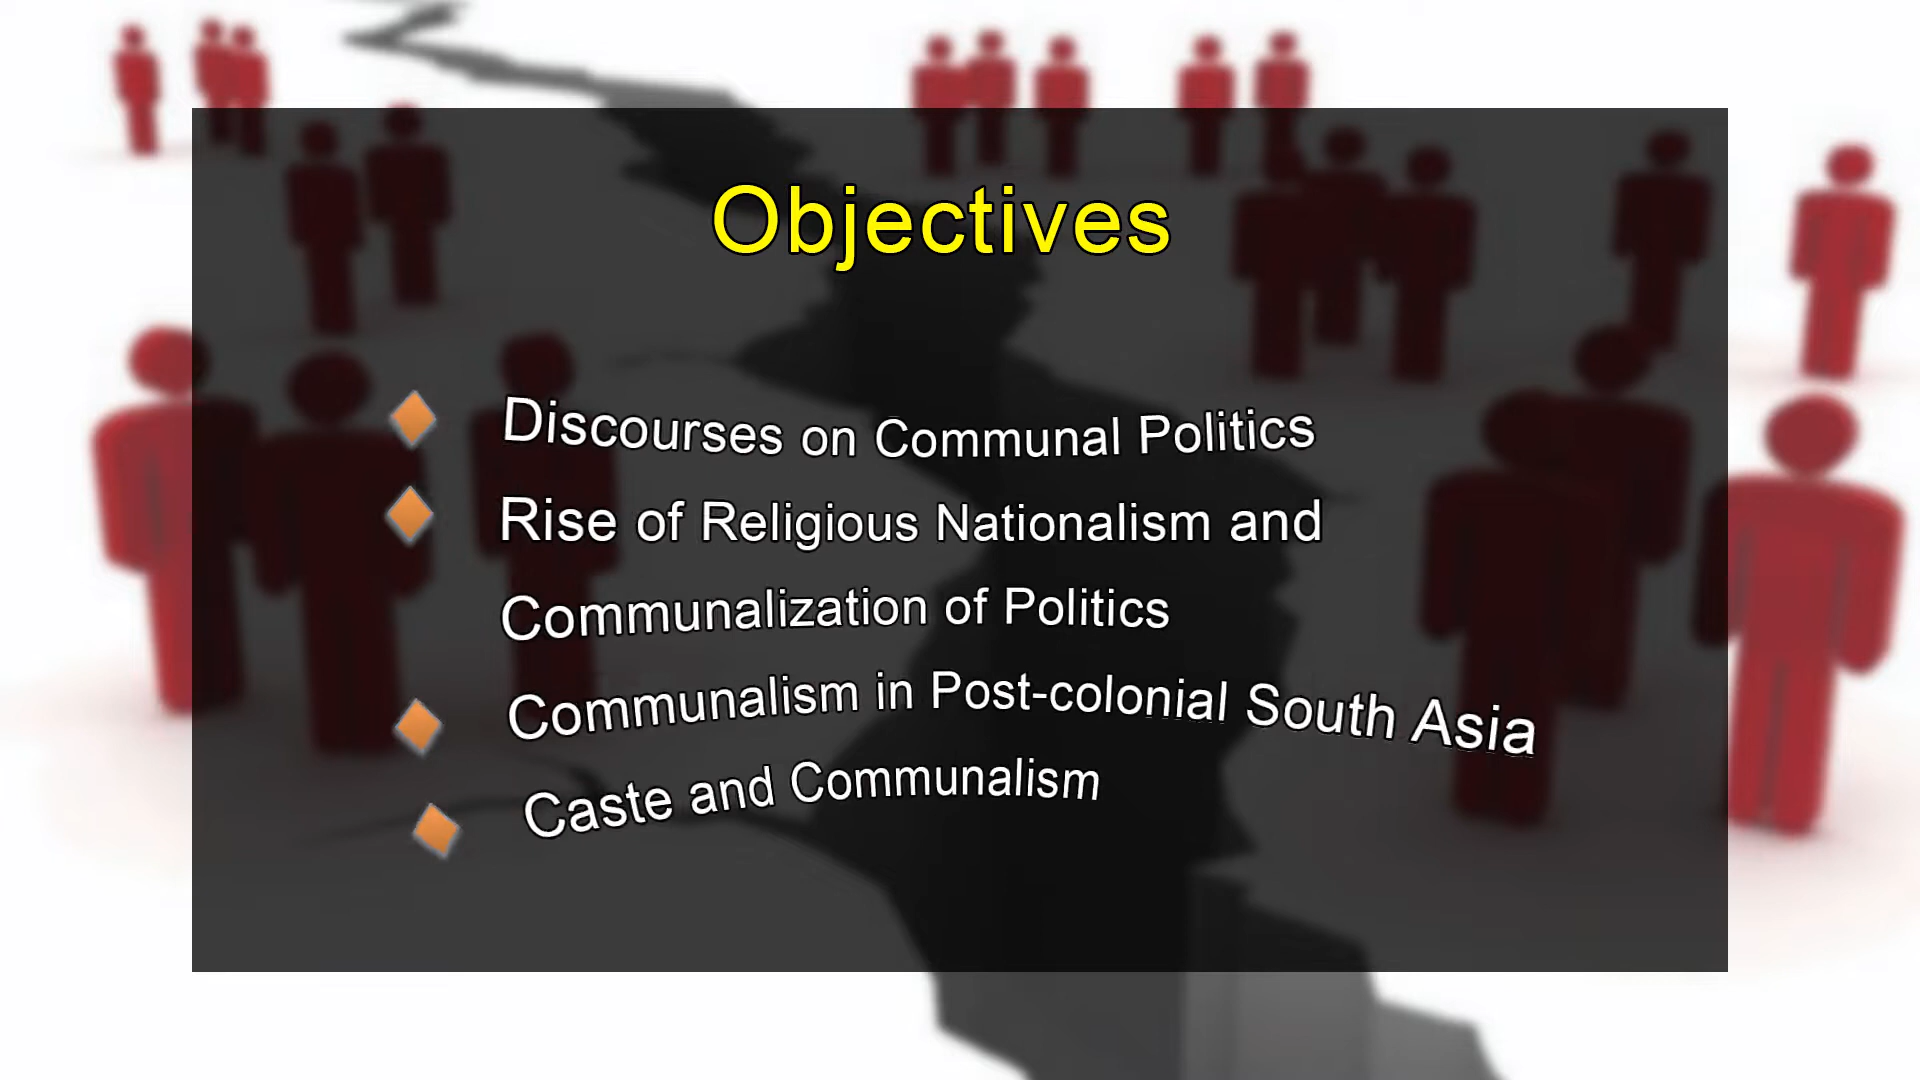 Objectives
Discourses on Communal Politics
Rise of Religious Nationalism and
Communalization of Politics
Communalism in Post-colonial South Asia
Caste and Communalism